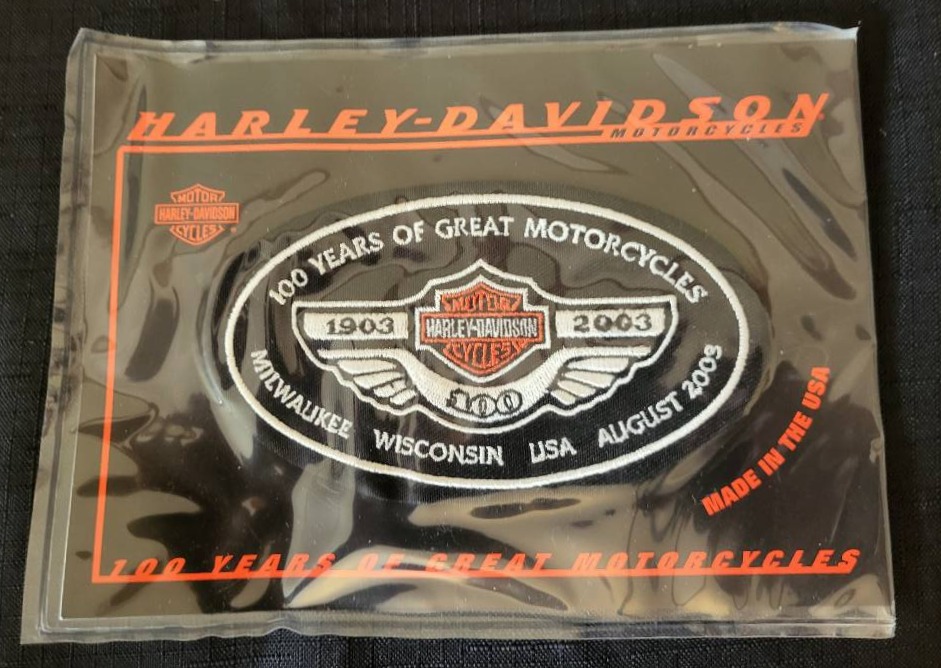 HARLEY-DAVIDSON
MOTORCYCLES
MOTOR
HARLEY-DAVIDSON
CYCLES
100 YEARS OF GREAT MOTORCYCLES
MOTOR
1903 HARLEY-DAVIDSON 2003
CYCLES
100
MILWAUKEE WISCONSIN USA AUGUST 2003
MADE IN THE USA
100 YEARS OF GREAT MOTORCYCLES